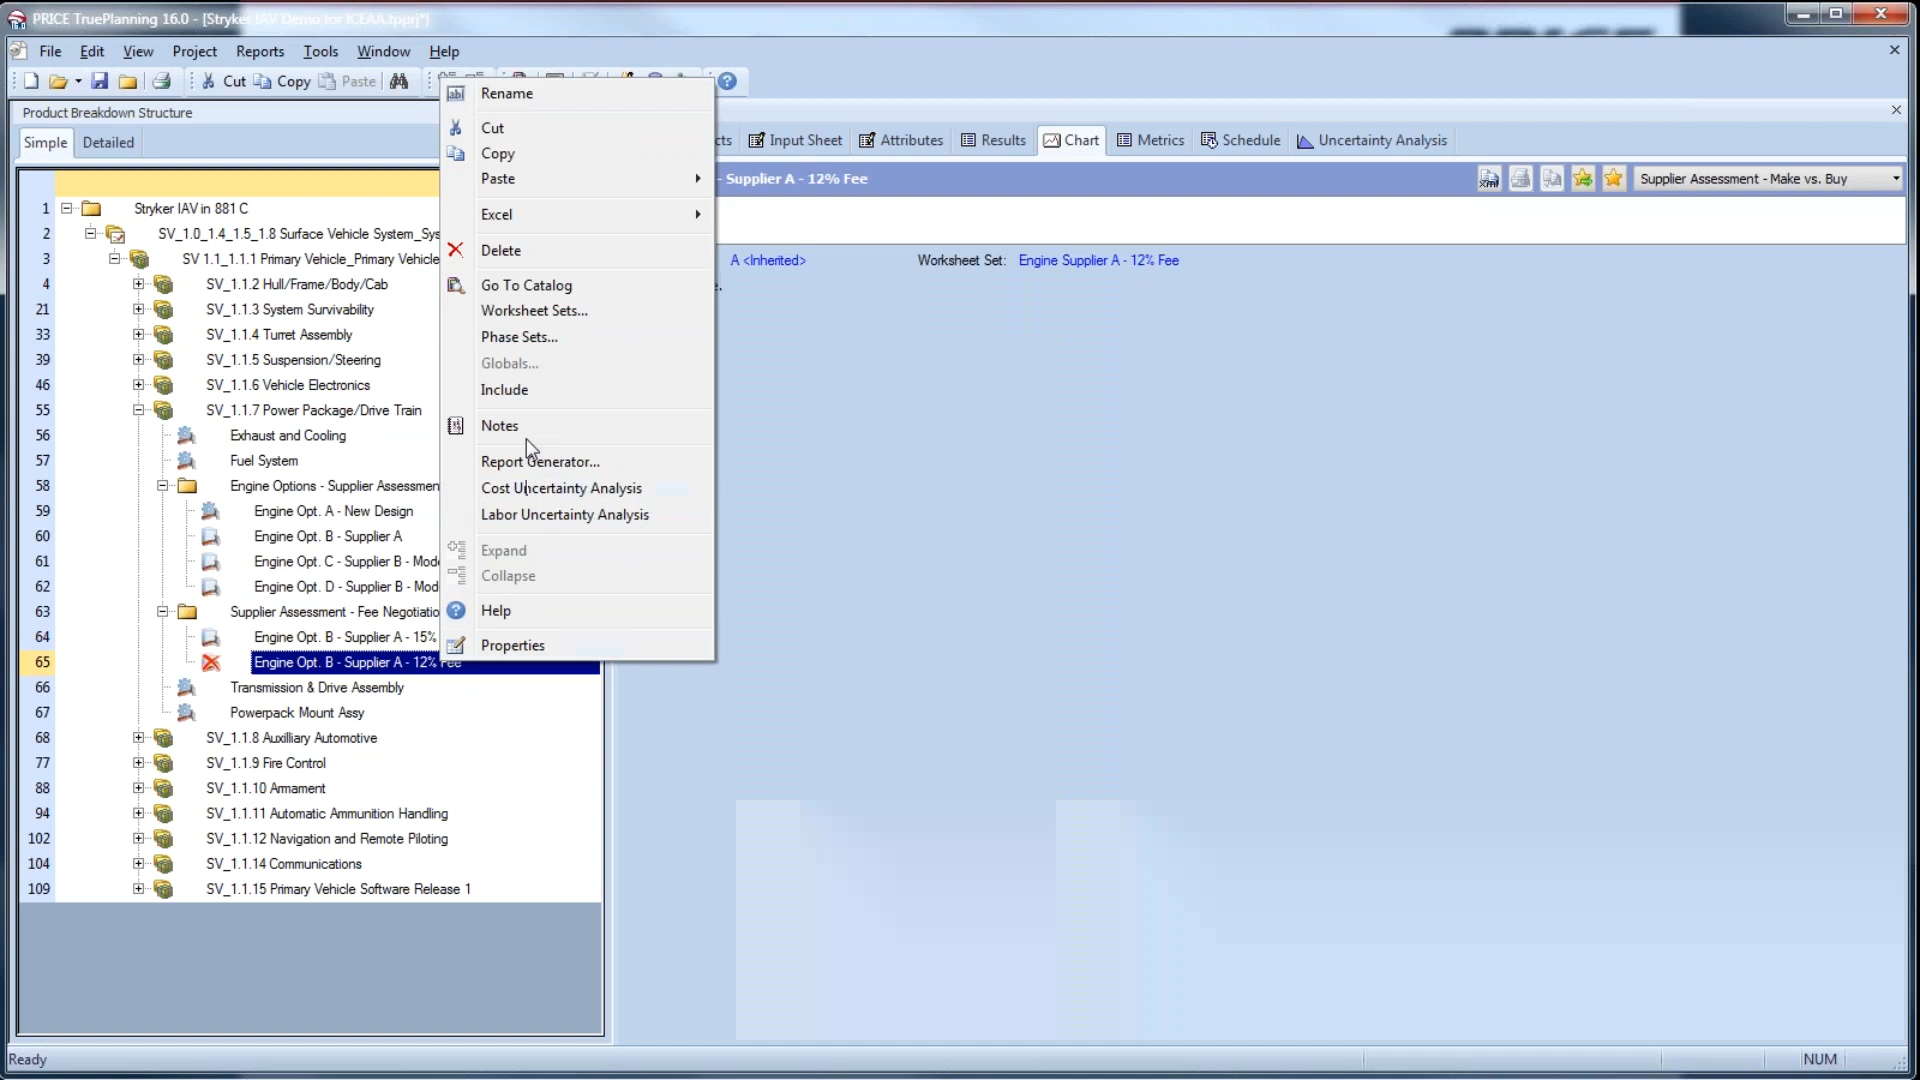 PRICE TruePlanning 16.0 - [Stryker IAV Demo for ICEAA.tpprj*]
File Edit View Project Reports Tools Window Help
Cut Copy Paste
Product Breakdown Structure
Simple Detailed
Input Sheet Attributes Results Chart Metrics Schedule Uncertainty Analysis
- Supplier A - 12% Fee
Supplier Assessment - Make vs. Buy
A <Inherited> Worksheet Set: Engine Supplier A - 12% Fee
1 Stryker IAV in 881 C
2 SV_1.0_1.4_1.5_1.8 Surface Vehicle System_Sys
3 SV 1.1_1.1.1 Primary Vehicle_Primary Vehicle
4 SV_1.1.2 Hull/Frame/Body/Cab
21 SV_1.1.3 System Survivability
33 SV_1.1.4 Turret Assembly
39 SV_1.1.5 Suspension/Steering
46 SV_1.1.6 Vehicle Electronics
55 SV_1.1.7 Power Package/Drive Train
56 Exhaust and Cooling
57 Fuel System
58 Engine Options - Supplier Assessmen
59 Engine Opt. A - New Design
60 Engine Opt. B - Supplier A
61 Engine Opt. C - Supplier B - Mod
62 Engine Opt. D - Supplier B - Mod
63 Supplier Assessment - Fee Negotiatio
64 Engine Opt. B - Supplier A - 15%
65 Engine Opt. B - Supplier A - 12% Fee
66 Transmission & Drive Assembly
67 Powerpack Mount Assy
68 SV_1.1.8 Auxilliary Automotive
77 SV_1.1.9 Fire Control
88 SV_1.1.10 Armament
94 SV_1.1.11 Automatic Ammunition Handling
102 SV_1.1.12 Navigation and Remote Piloting
104 SV_1.1.14 Communications
109 SV_1.1.15 Primary Vehicle Software Release 1
Rename
Cut
Copy
Paste
Excel
Delete
Go To Catalog
Worksheet Sets...
Phase Sets...
Globals...
Include
Notes
Report Generator...
Cost Uncertainty Analysis
Labor Uncertainty Analysis
Expand
Collapse
Help
Properties
Ready NUM